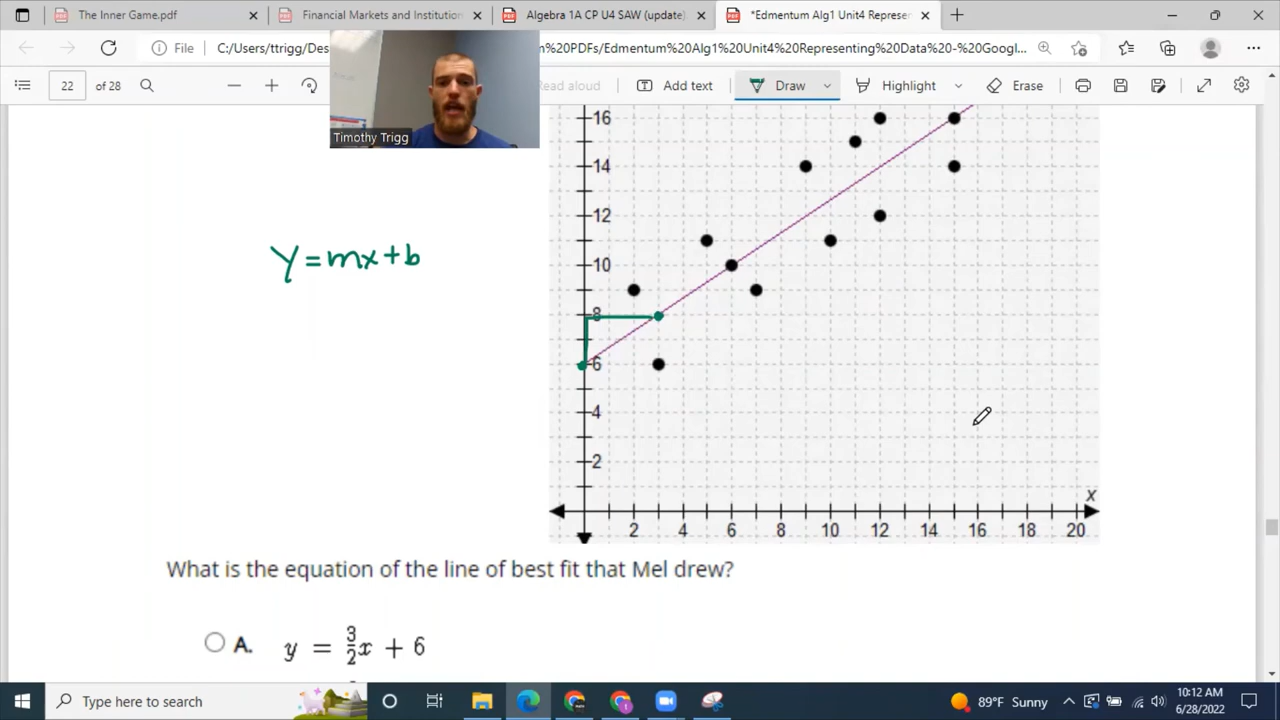 The Inner Game.pdf
Financial Markets and Institution
Algebra 1A CP U4 SAW (update)
*Edmentum Alg1 Unit4 Represer
File
C:/Users/ttrigg/Des
m%20PDFs/Edmentum%20Alg1%20Unit4%20Representing%20Data%20-%20Googl...
22 of 28
Read aloud
Add text
Draw
Highlight
Erase
Timothy Trigg
16
14
12
10
8
6
4
2
y=mx+b
x
2 4 6 8 10 12 14 16 18 20
What is the equation of the line of best fit that Mel drew?
A. y = 3/2 x + 6
Type here to search
89°F Sunny
10:12 AM
6/28/2022